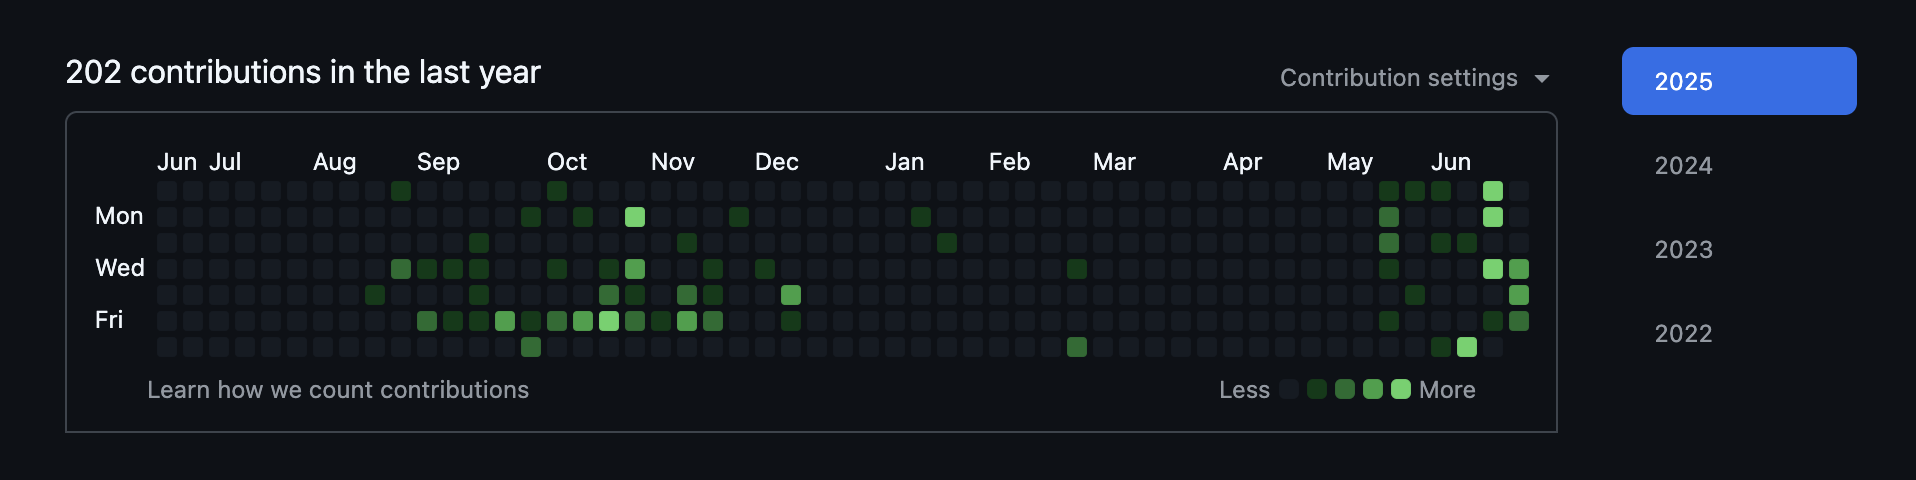 202 contributions in the last year
Contribution settings
2025
2024
2023
2022
Jun Jul Aug Sep Oct Nov Dec Jan Feb Mar Apr May Jun
Mon
Wed
Fri
Learn how we count contributions
Less More